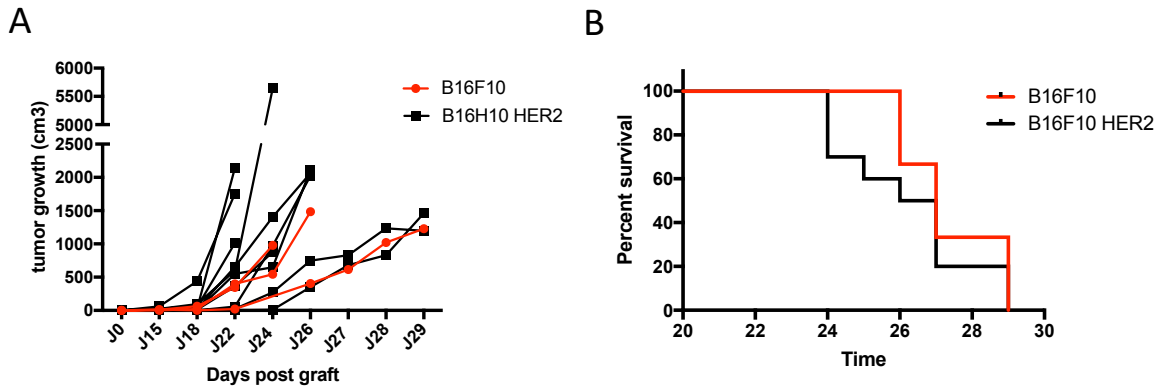 A
tumor growth (cm3)
6000
5500
5000
2500
2000
1500
1000
500
0
J0 J15 J18 J22 J24 J26 J27 J28 J29
Days post graft
B16F10
B16H10 HER2
B
Percent survival
100
80
60
40
20
0
20 22 24 26 28 30
Time
B16F10
B16F10 HER2